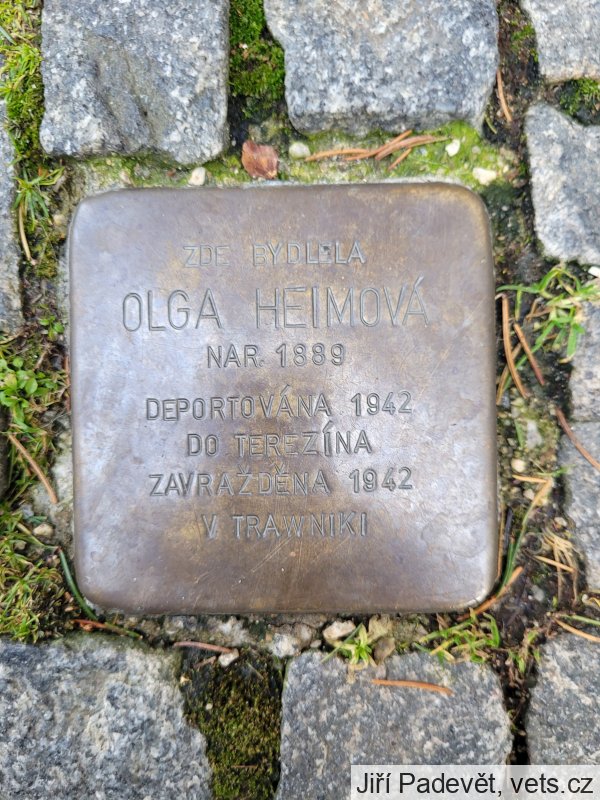 ZDE BYDLELA
OLGA HEIMOVÁ
NAR. 1889
DEPORTOVÁNA 1942
DO TEREZÍNA
ZAVRAŽDĚNA 1942
V TRAWNIKI
Jiří Padevět, vets.cz